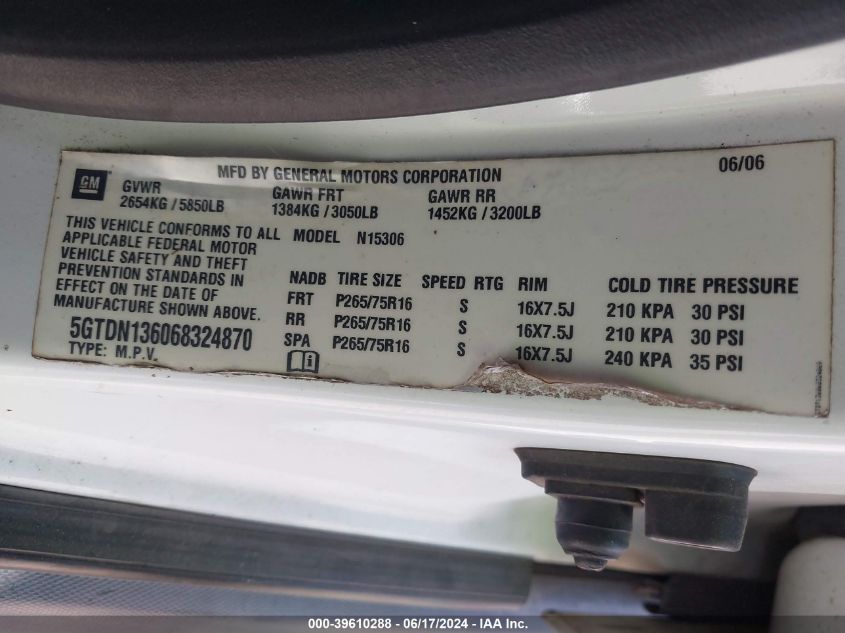 MFD BY GENERAL MOTORS CORPORATION 06/06
GM
GVWR GAWR FRT GAWR RR
2654KG / 5850LB 1384KG / 3050LB 1452KG / 3200LB
THIS VEHICLE CONFORMS TO ALL MODEL N15306
APPLICABLE FEDERAL MOTOR
VEHICLE SAFETY AND THEFT
PREVENTION STANDARDS IN
EFFECT ON THE DATE OF
MANUFACTURE SHOWN ABOVE.
5GTDN136068324870
TYPE: M.P.V.
NADB TIRE SIZE SPEED RTG RIM COLD TIRE PRESSURE
FRT P265/75R16 S 16X7.5J 210 KPA 30 PSI
RR P265/75R16 S 16X7.5J 210 KPA 30 PSI
SPA P265/75R16 S 16X7.5J 240 KPA 35 PSI
000-39610288 - 06/17/2024 - IAA Inc.